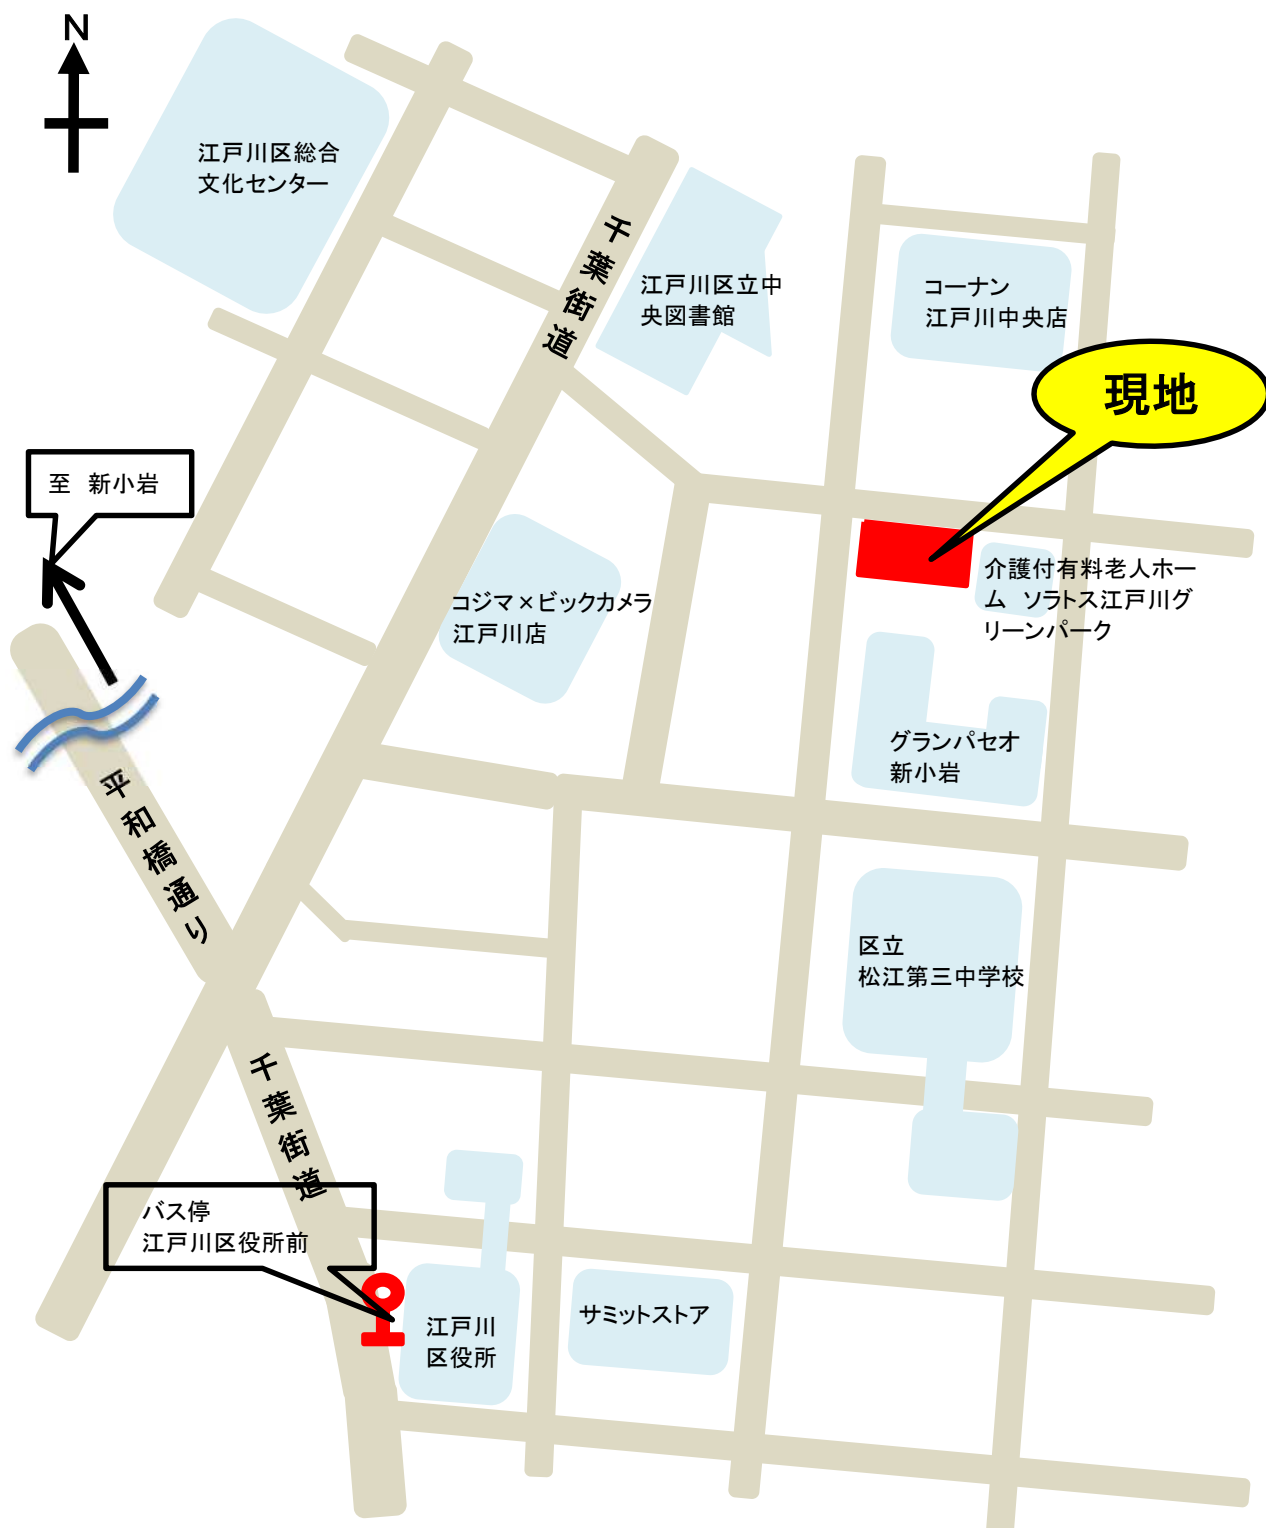 N
江戸川区総合
文化センター
千葉街道
江戸川区立中
央図書館
コーナン
江戸川中央店
現地
至　新小岩
コジマ×ビックカメラ
江戸川店
介護付有料老人ホー
ム　ソラトス江戸川グ
リーンパーク
グランパセオ
新小岩
平和橋通り
区立
松江第三中学校
千葉街道
バス停
江戸川区役所前
江戸川
区役所
サミットストア